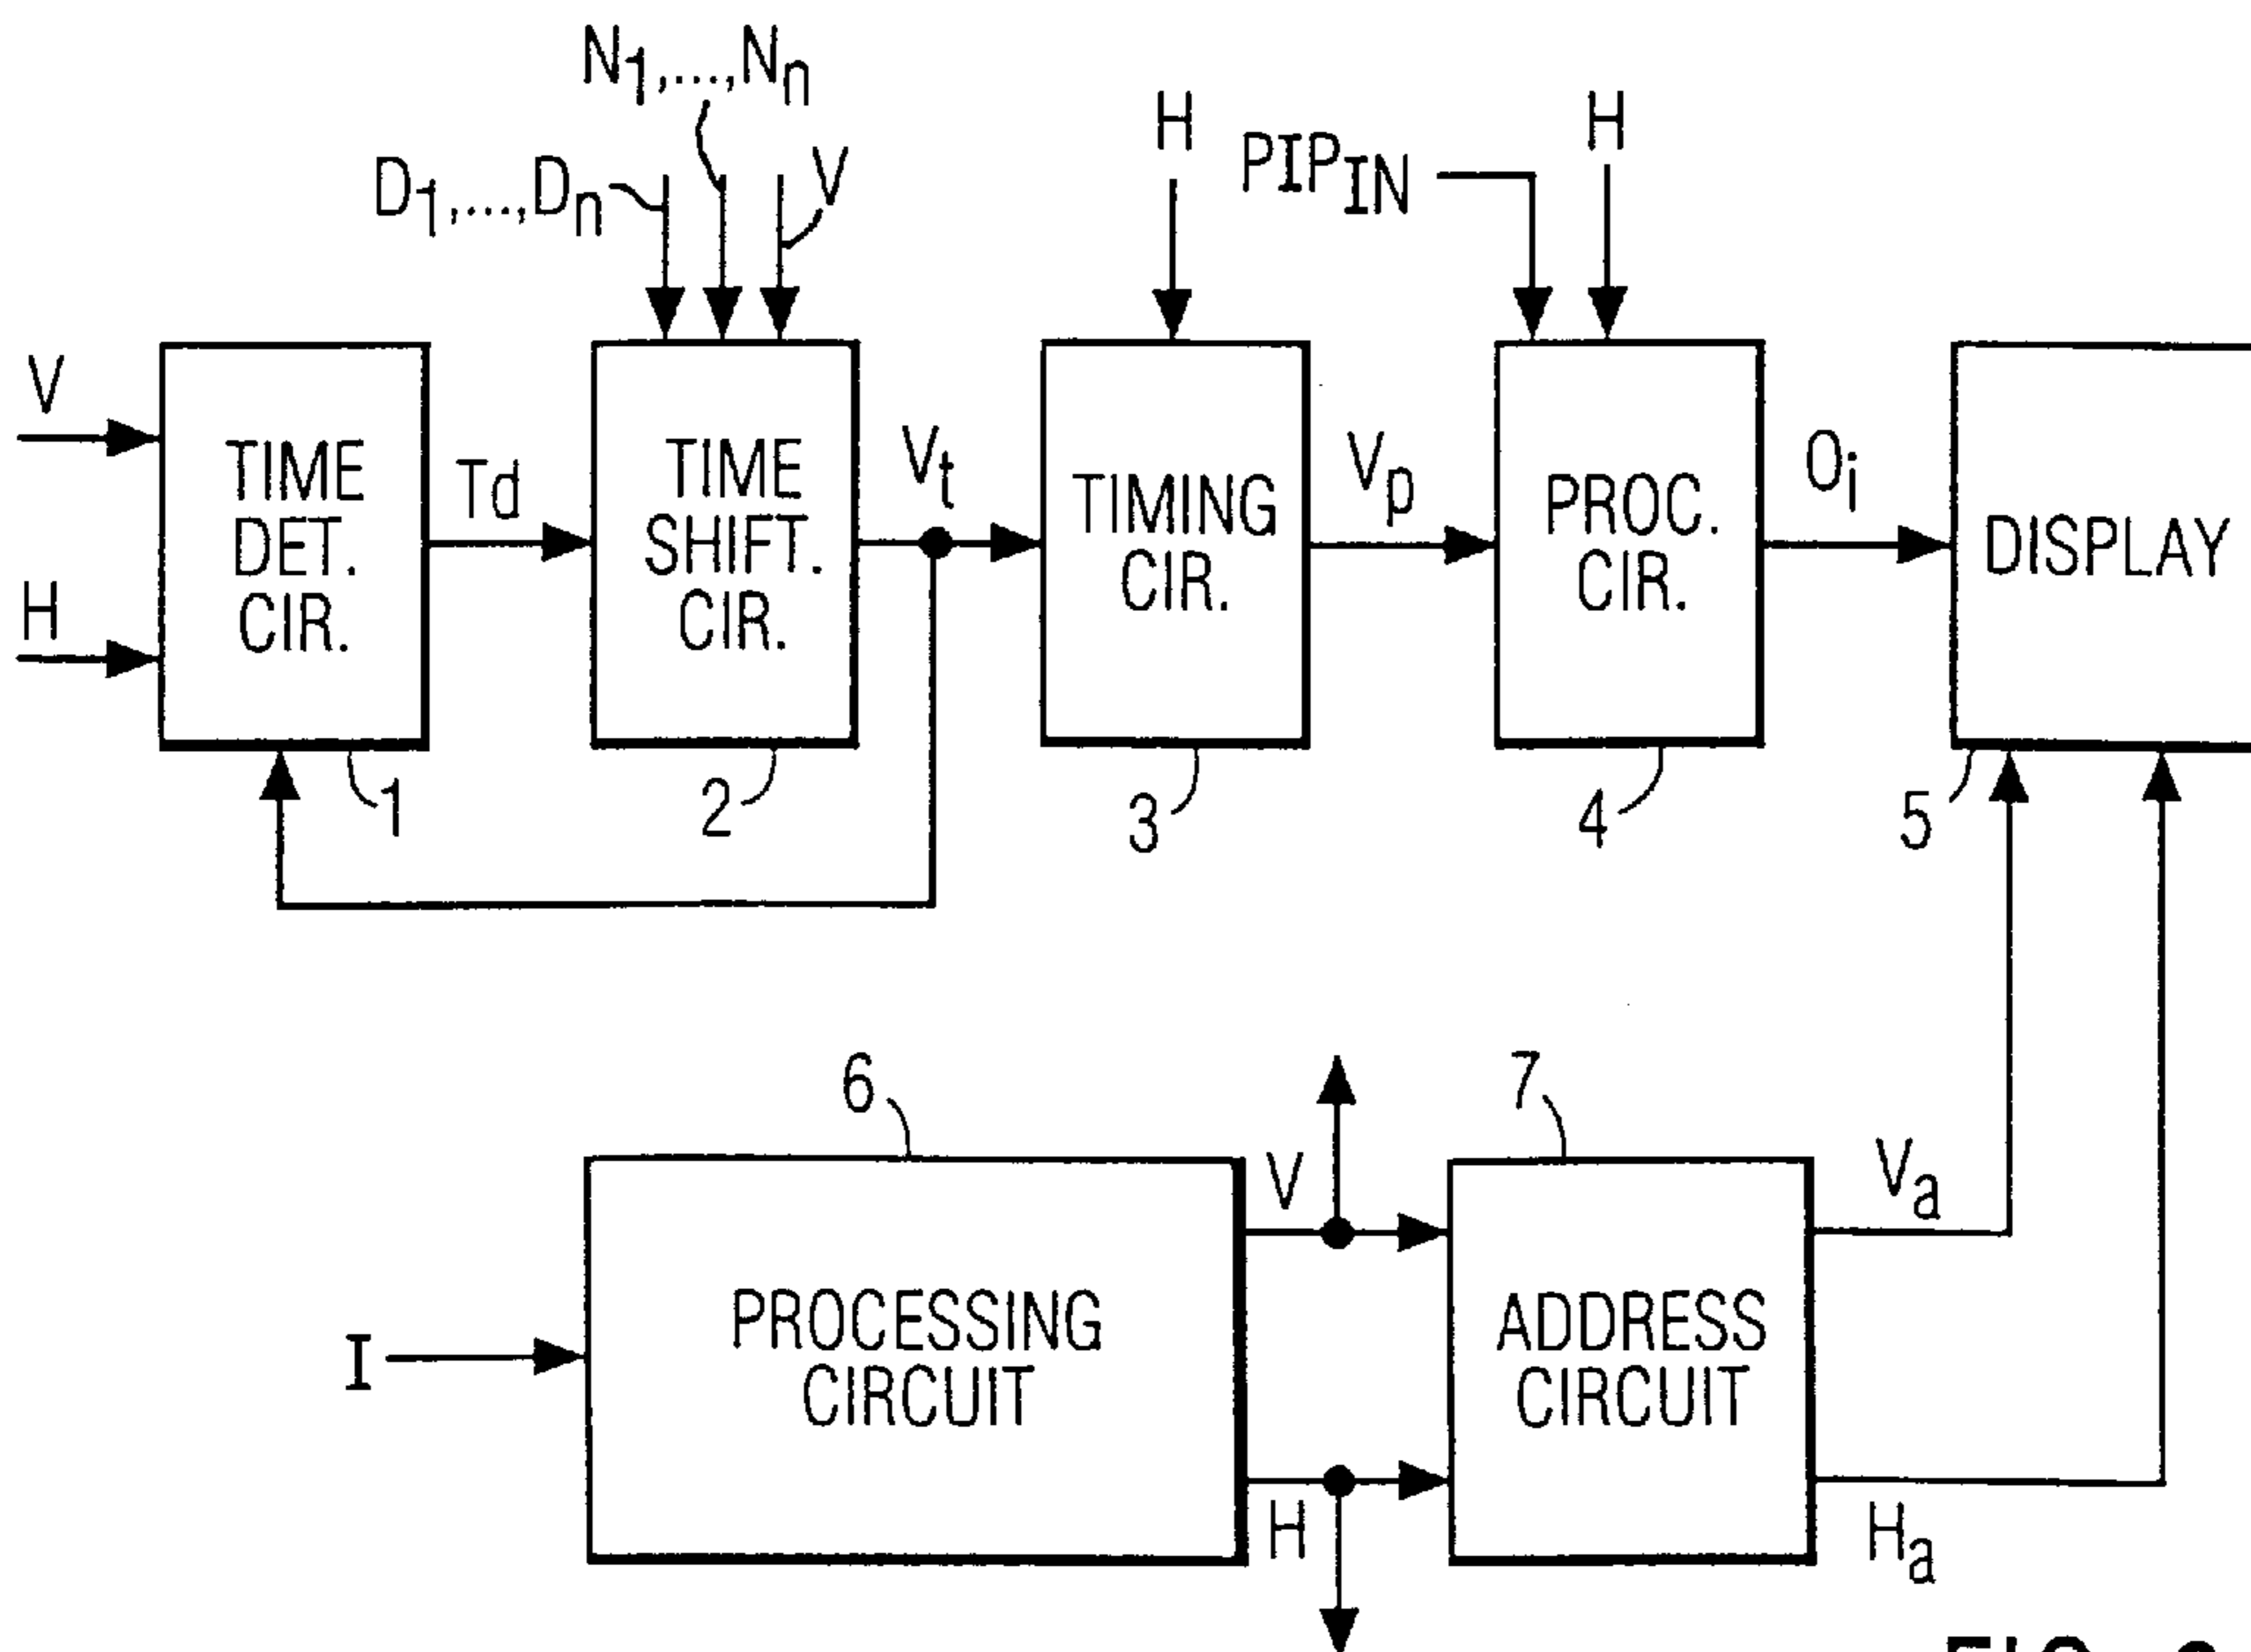 N1,...,Nn
D1,...,Dn
V
H
PIPIN
H
V
H
TIME
DET.
CIR.
Td
TIME
SHIFT.
CIR.
Vt
TIMING
CIR.
Vp
PROC.
CIR.
Oi
DISPLAY
1
2
3
4
5
6
7
I
PROCESSING
CIRCUIT
V
H
ADDRESS
CIRCUIT
Va
Ha